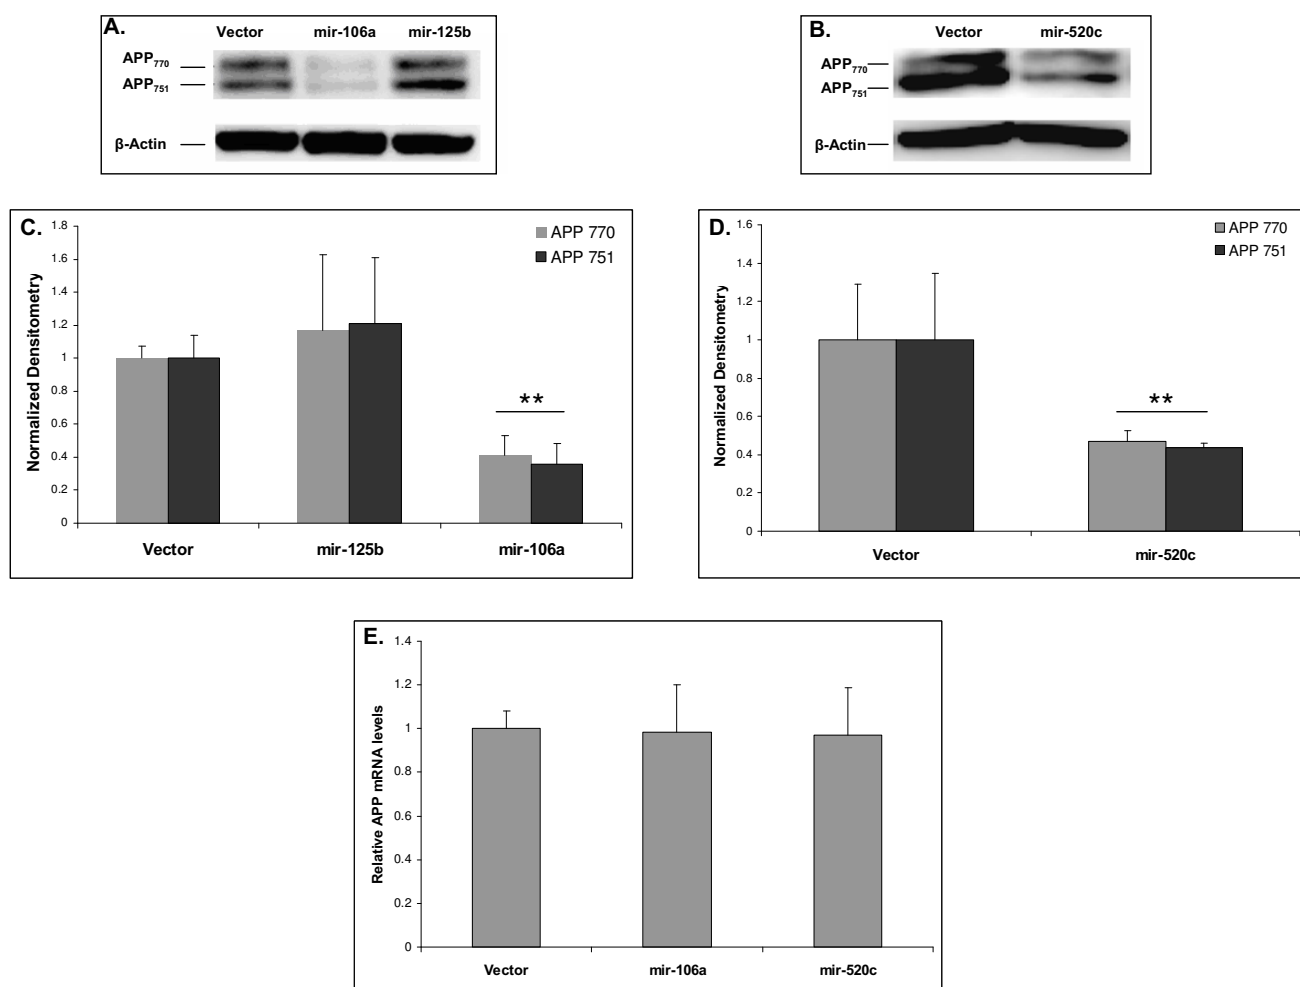 A.
Vector mir-106a mir-125b
APP770
APP751
β-Actin
B.
Vector mir-520c
APP770
APP751
β-Actin
C.
Normalized Densitometry
1.8
1.6
1.4
1.2
1
0.8
0.6
0.4
0.2
0
APP 770
APP 751
**
Vector mir-125b mir-106a
D.
Normalized Densitometry
1.6
1.4
1.2
1
0.8
0.6
0.4
0.2
0
APP 770
APP 751
**
Vector mir-520c
E.
Relative APP mRNA levels
1.4
1.2
1
0.8
0.6
0.4
0.2
0
Vector mir-106a mir-520c